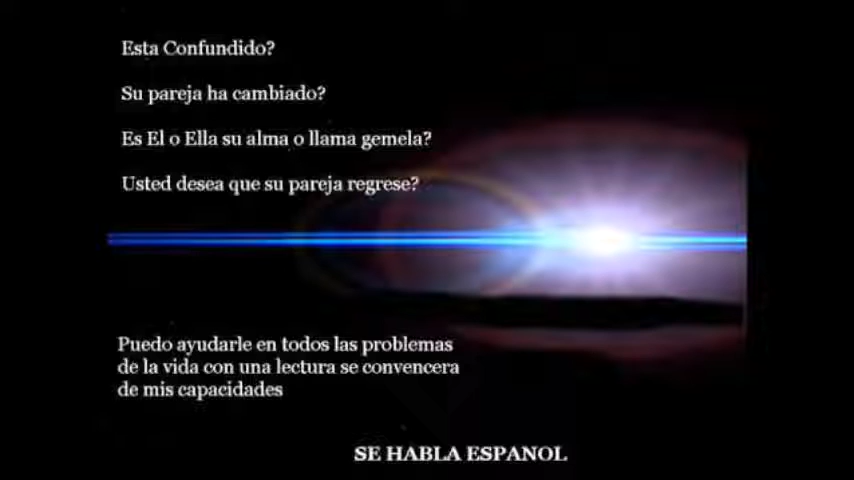 Esta Confundido?
Su pareja ha cambiado?
Es El o Ella su alma o llama gemela?
Usted desea que su pareja regrese?
Puedo ayudarle en todos las problemas
de la vida con una lectura se convencera
de mis capacidades
SE HABLA ESPANOL